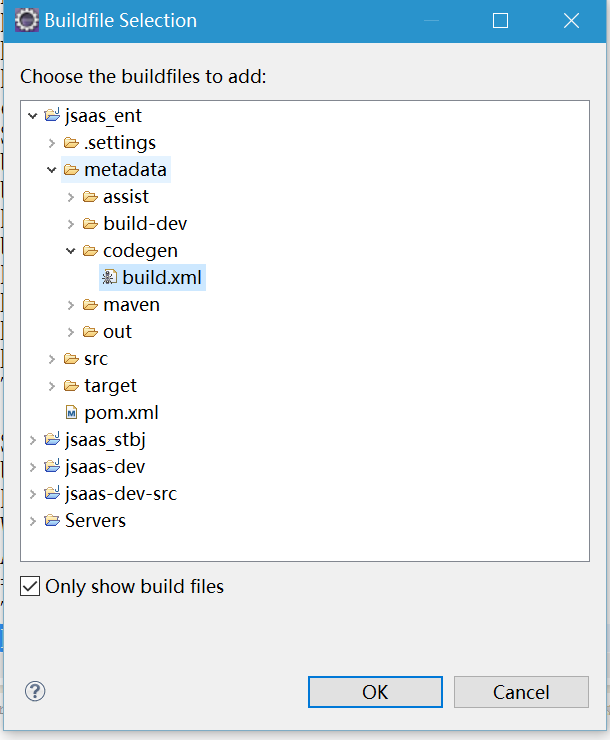 Buildfile Selection
Choose the buildfiles to add:
jsaas_ent
.settings
metadata
assist
build-dev
codegen
build.xml
maven
out
src
target
pom.xml
jsaas_stbj
jsaas-dev
jsaas-dev-src
Servers
Only show build files
OK
Cancel